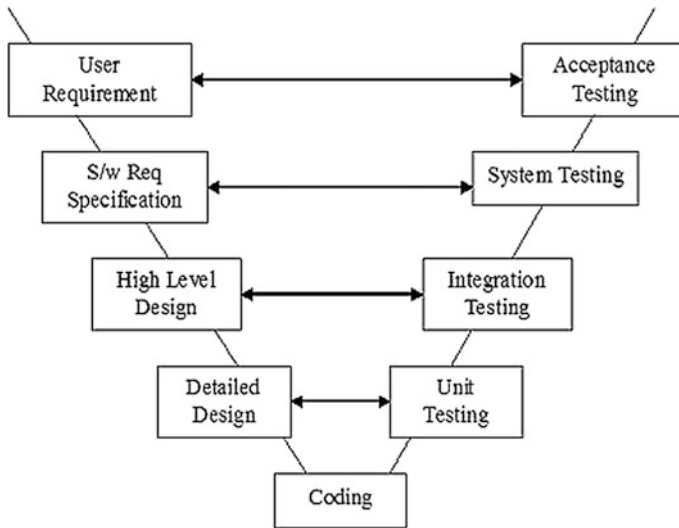 User
Requirement
Acceptance
Testing
S/w Req
Specification
System Testing
High Level
Design
Integration
Testing
Detailed
Design
Unit
Testing
Coding